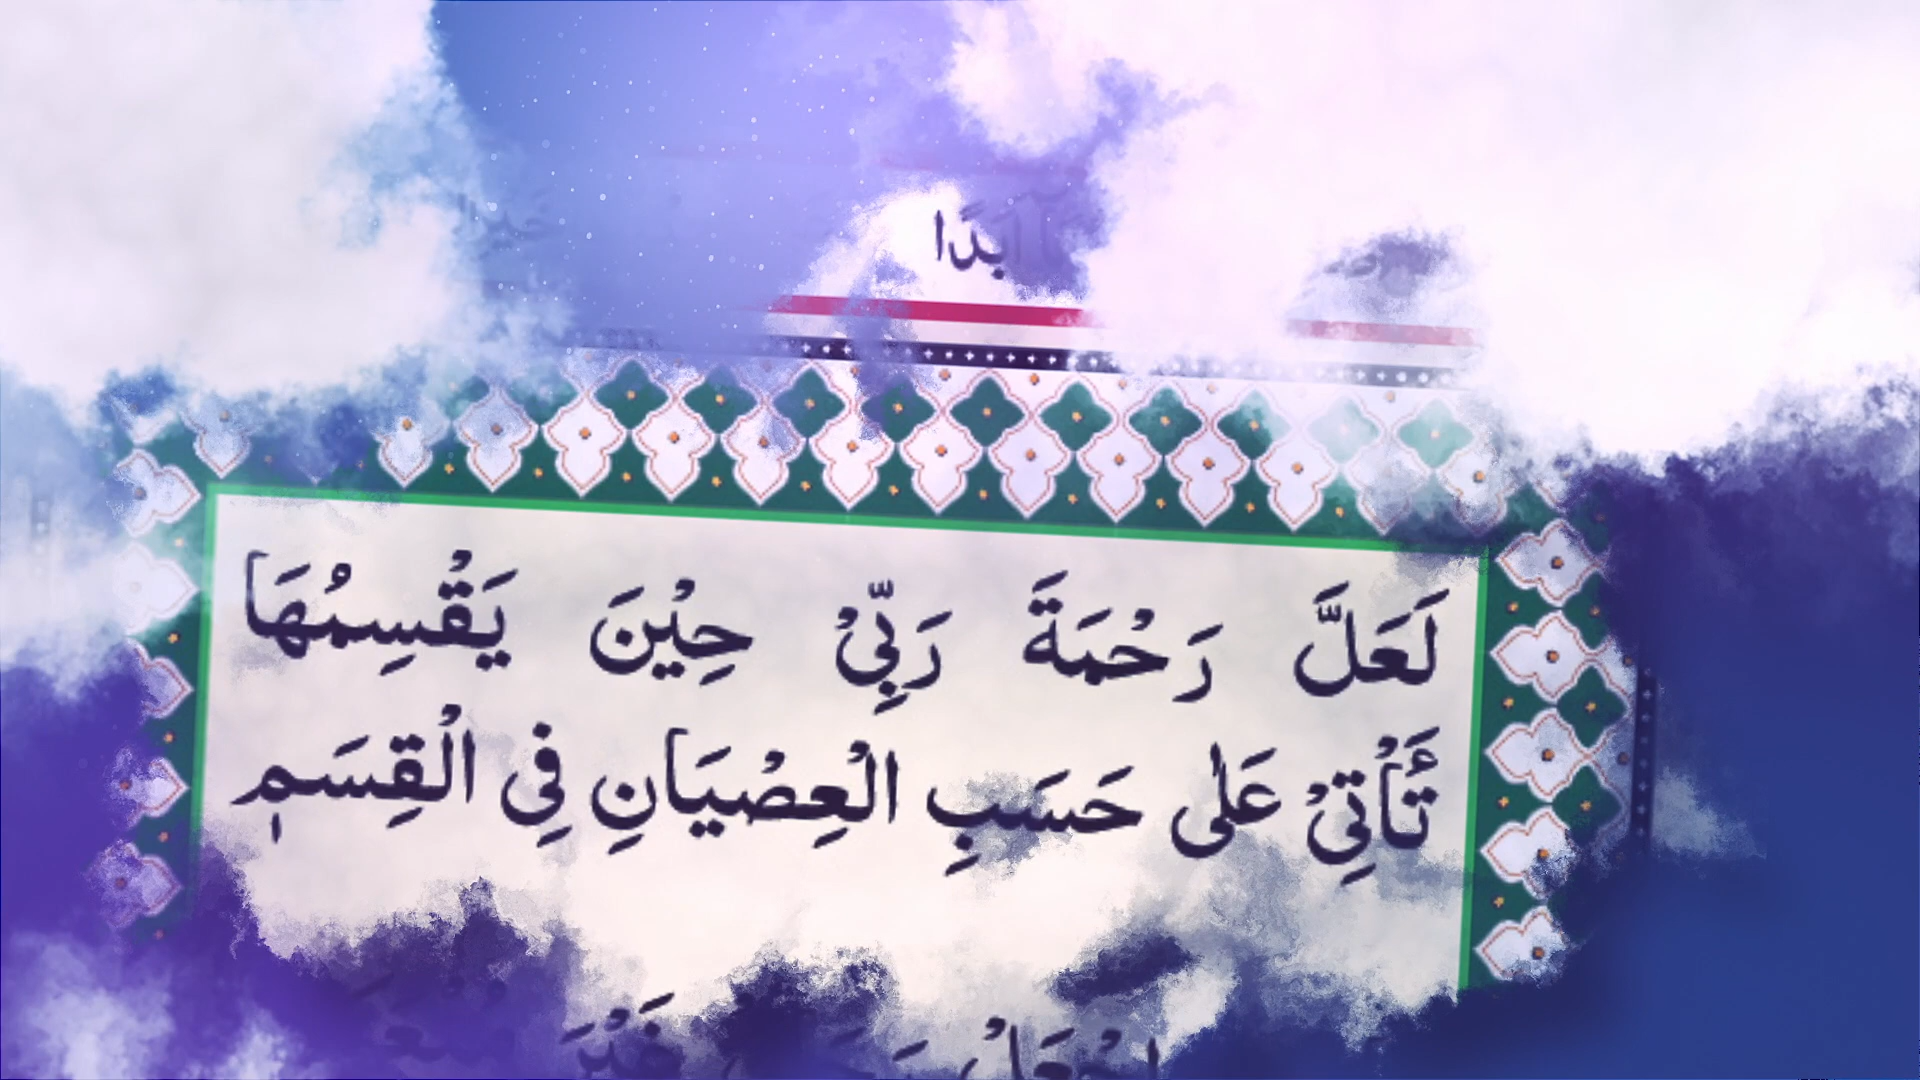 اَبَدًا
لَعَلَّ رَحْمَةَ رَبِّيْ حِيْنَ يَقْسِمُهَا
تَأْتِيْ عَلٰى حَسَبِ الْعِصْيَانِ فِى الْقِسَمٖ